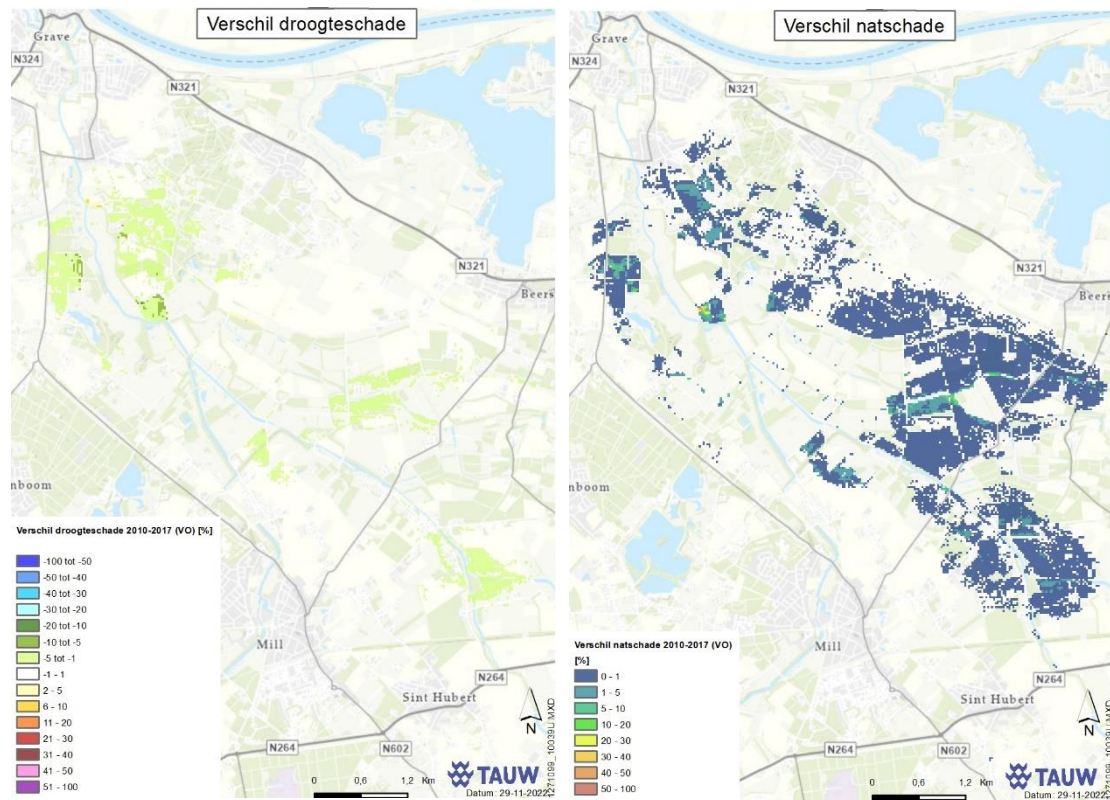 Verschil droogteschade
Grave
N324
N321
N321
Beers
nboom
Verschil droogteschade 2010-2017 (VO) [%]
-100 tot -50
-50 tot -40
-40 tot -30
-30 tot -20
-20 tot -10
-10 tot -5
-5 tot -1
-1 - 1
2 - 5
6 - 10
11 - 20
21 - 30
31 - 40
41 - 50
51 - 100
Mill
Sint Hubert
N264
N264
N602
N
0 0,6 1,2 Km
TAUW
Datum : 29-11-2022
1271099_10039U.MXD
Verschil natschade
Grave
N324
N321
N321
Beers
nboom
Verschil natschade 2010-2017 (VO)
[%]
0 - 1
1 - 5
5 - 10
10 - 20
20 - 30
30 - 40
40 - 50
50 - 100
Mill
Sint Hubert
N264
N264
N602
N
0 0,6 1,2 Km
TAUW
Datum : 29-11-2022
1271099_10039U.MXD